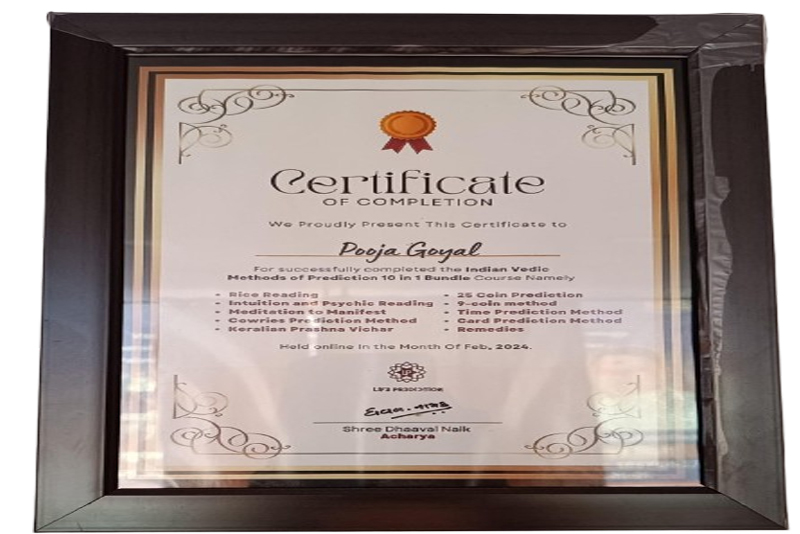 Certificate
OF COMPLETION
We Proudly Present This Certificate to
Pooja Goyal
For successfully completed the Indian Vedic
Methods of Prediction 10 in 1 Bundle Course Namely
• Rice Reading
• Intuition and Psychic Reading
• Meditation to Manifest
• Cowries Prediction Method
• Keralian Prashna Vichar
• 25 Coin Prediction
• 9-coin method
• Time Prediction Method
• Card Prediction Method
• Remedies
Held online In the Month Of Feb, 2024.
LIFE PREDICTION
Shree Dhaaval Naik
Acharya